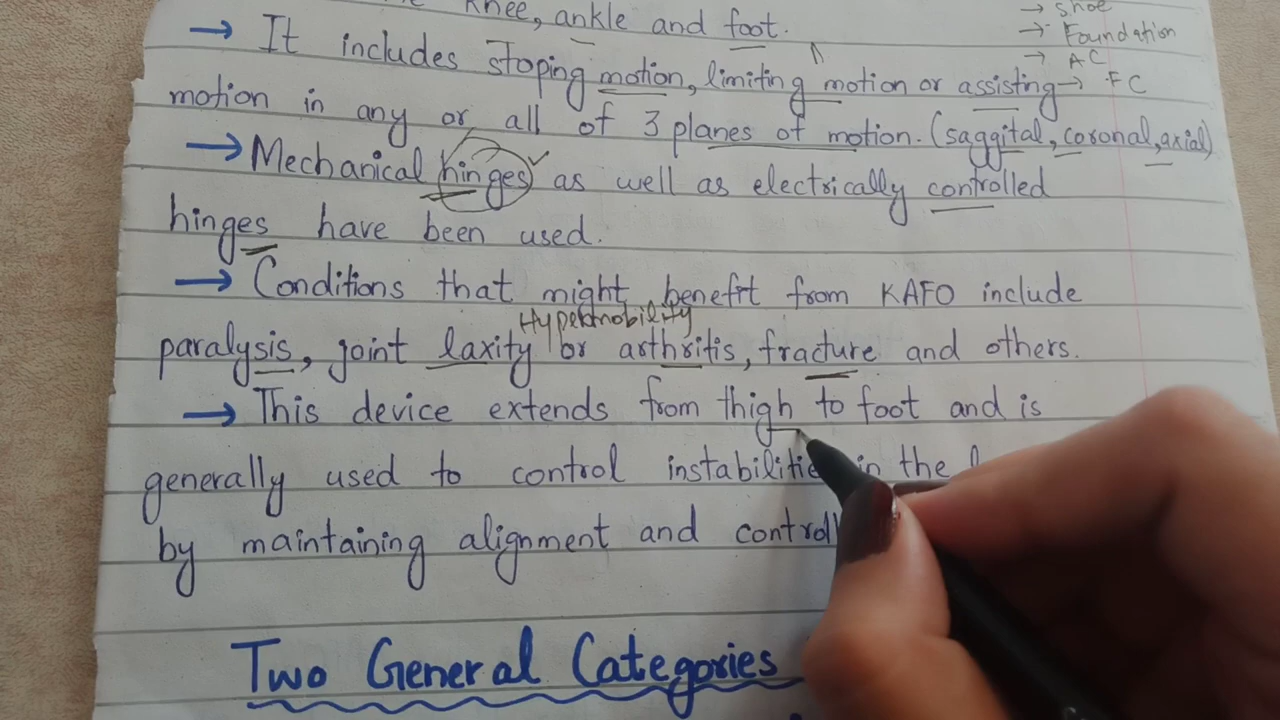 Knee, ankle and foot.
→ shoe
→ Foundation
→ AC
→ FC
→ It includes stoping motion, limiting motion or assisting
motion in any or all of 3 planes of motion. (saggital, coronal, axial)
→ Mechanical hinges as well as electrically controlled
hinges have been used.
→ Conditions that might benefit from KAFO include
Hypermobility
paralysis, joint laxity or arthritis, fracture and others.
→ This device extends from thigh to foot and is
generally used to control instabilities in the
by maintaining alignment and
Two General Categories